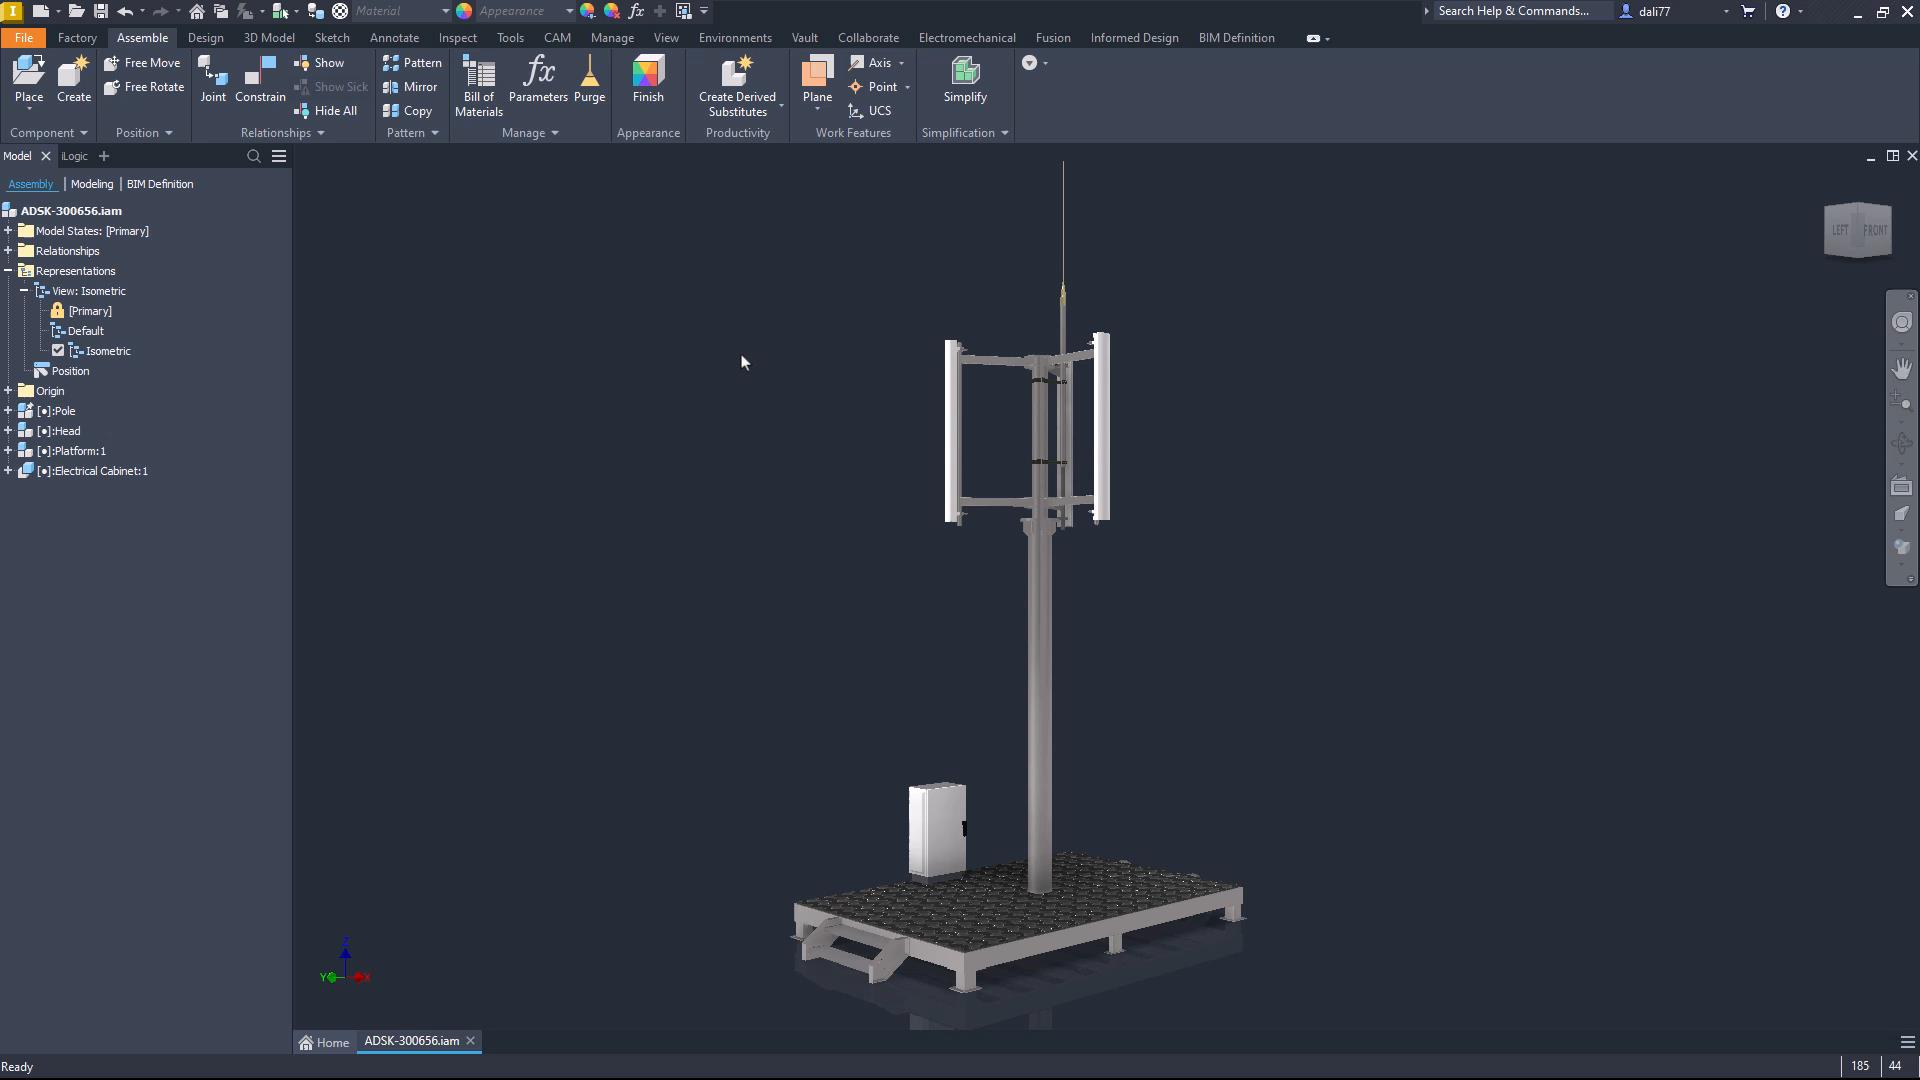 I Material Appearance fx Search Help & Commands... dali77
File Factory Assemble Design 3D Model Sketch Annotate Inspect Tools CAM Manage View Environments Vault Collaborate Electromechanical Fusion Informed Design BIM Definition
Place Create Free Move Free Rotate
Component Position
Joint Constrain Show Show Sick Hide All
Relationships
Pattern Mirror Copy
Pattern
Bill of Materials fx Parameters Purge
Manage
Finish
Appearance
Create Derived Substitutes
Productivity
Plane Axis Point UCS
Work Features
Simplify
Simplification
Model iLogic
Assembly Modeling BIM Definition
ADSK-300656.iam
Model States: [Primary]
Relationships
Representations
View: Isometric
[Primary]
Default
Isometric
Position
Origin
[●]:Pole
[●]:Head
[●]:Platform:1
[●]:Electrical Cabinet:1
LEFT FRONT
Z
Y X
Home ADSK-300656.iam
Ready 185 44